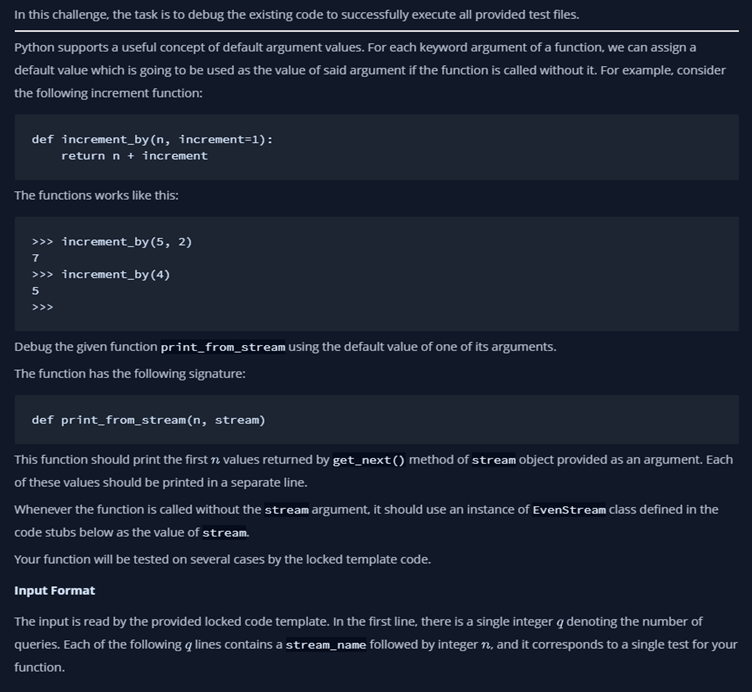 In this challenge, the task is to debug the existing code to successfully execute all provided test files.
Python supports a useful concept of default argument values. For each keyword argument of a function, we can assign a
default value which is going to be used as the value of said argument if the function is called without it. For example, consider
the following increment function:
def increment_by(n, increment=1):
    return n + increment
The functions works like this:
>>> increment_by(5, 2)
7
>>> increment_by(4)
5
>>>
Debug the given function print_from_stream using the default value of one of its arguments.
The function has the following signature:
def print_from_stream(n, stream)
This function should print the first n values returned by get_next() method of stream object provided as an argument. Each
of these values should be printed in a separate line.
Whenever the function is called without the stream argument, it should use an instance of EvenStream class defined in the
code stubs below as the value of stream.
Your function will be tested on several cases by the locked template code.
Input Format
The input is read by the provided locked code template. In the first line, there is a single integer q denoting the number of
queries. Each of the following q lines contains a stream_name followed by integer n, and it corresponds to a single test for your
function.